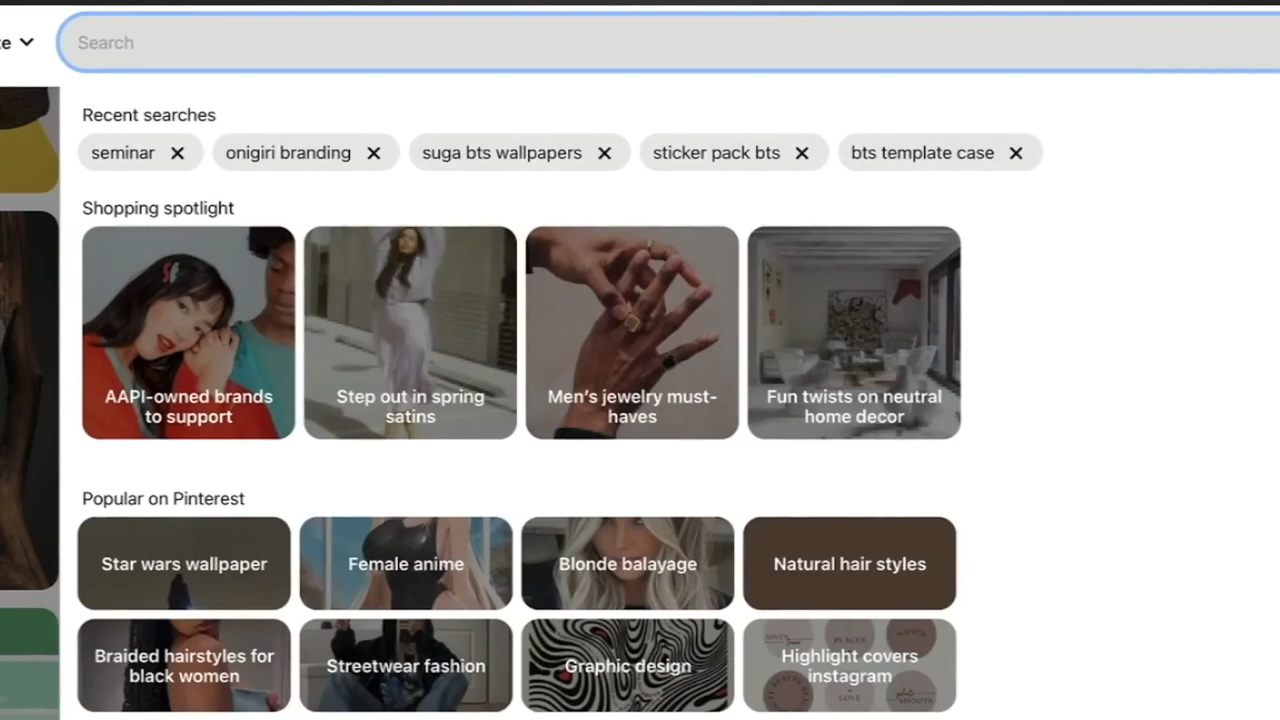 te
Search
Recent searches
seminar
onigiri branding
suga bts wallpapers
sticker pack bts
bts template case
Shopping spotlight
AAPI-owned brands
to support
Step out in spring
satins
Men's jewelry must-
haves
Fun twists on neutral
home decor
Popular on Pinterest
Star wars wallpaper
Female anime
Blonde balayage
Natural hair styles
Braided hairstyles for
black women
Streetwear fashion
Graphic design
Highlight covers
instagram
PLACES
LOVE